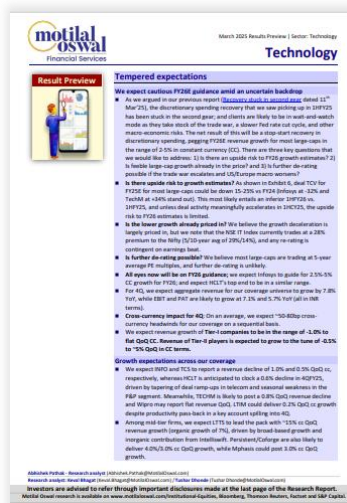 motilal
oswal
Financial Services
March 2025 Results Preview | Sector: Technology
Technology
Result Preview
Tempered expectations
We expect cautious FY26E guidance amid an uncertain backdrop
As we argued in our previous report (Recovery stuck in second gear dated 11th
Mar'25), the discretionary spending recovery that we saw picking up in 1HFY25
has been stuck in the second gear; and clients are likely to be in wait-and-watch
mode as they take stock of the trade war, a slower Fed rate cut cycle, and other
macro-economic risks. The net result of this will be a stop-start recovery in
discretionary spending, pegging FY26E revenue growth for most large-caps in
the range of 2-5% in constant currency (CC). There are three key questions that
we would like to address: 1) Is there an upside risk to FY26 growth estimates? 2)
Is feeble large-cap growth already in the price? and 3) Is further de-rating
possible if the trade war escalates and US/Europe macro worsens?
Is there upside risk to growth estimates? As shown in Exhibit 6, deal TCV for
FY25E for most large-caps could be down 15-25% vs FY24 (Infosys at -32% and
TechM at +34% stand out). This most likely entails an inferior 1HFY26 vs.
1HFY25, and unless deal activity meaningfully accelerates in 1HCY25, the upside
risk to FY26 estimates is limited.
Is the lower growth already priced in? We believe the growth deceleration is
largely priced in, but we note that the NSE IT Index currently trades at a 28%
premium to the Nifty (5/10-year avg of 29%/14%), and any re-rating is
contingent on earnings beat.
Is further de-rating possible? We believe most large-caps are trading at 5-year
average PE multiples, and further de-rating is unlikely.
All eyes now will be on FY26 guidance; we expect Infosys to guide for 2.5%-5%
CC growth for FY26; and expect HCLT's top end to be in a similar range.
For 4Q, we expect aggregate revenue for our coverage universe to grow by 7.8%
YoY, while EBIT and PAT are likely to grow at 7.1% and 5.7% YoY (all in INR
terms).
Cross-currency impact for 4Q: On an average, we expect ~50-80bp cross-
currency headwinds for our coverage on a sequential basis.
We expect revenue growth of Tier-I companies to be in the range of -1.0% to
flat QoQ CC. Revenue of Tier-II players is expected to grow to the tune of -0.5%
to ~5% QoQ in CC terms.
Growth expectations across our coverage
We expect INFO and TCS to report a revenue decline of 1.0% and 0.5% QoQ cc,
respectively, whereas HCLT is anticipated to clock a 0.6% decline in 4QFY25,
driven by tapering of deal ramp-ups in telecom and seasonal weakness in the
P&P segment. Meanwhile, TECHM is likely to post a 0.8% QoQ revenue decline
and Wipro may report flat revenue QoQ. LTIM could deliver 0.2% QoQ cc growth
despite productivity pass-back in a key account spilling into 4Q.
Among mid-tier firms, we expect LTTS to lead the pack with ~15% cc QoQ
revenue growth (organic growth of 7%), driven by broad-based growth and
inorganic contribution from Intelliswift. Persistent/Coforge are also likely to
deliver 4.0%/3.0% cc QoQ growth, while Mphasis could post 3.0% cc QoQ
growth.
Abhishek Pathak - Research analyst (Abhishek.Pathak@MotilalOswal.com)
Research analyst: Keval Bhagat (Keval.Bhagat@MotilalOswal.com) / Tushar Dhonde (Tushar.Dhonde@MotilalOswal.com)
Investors are advised to refer through important disclosures made at the last page of the Research Report.
Motilal Oswal research is available on www.motilaloswal.com/Institutional-Equities, Bloomberg, Thomson Reuters, Factset and S&P Capital.